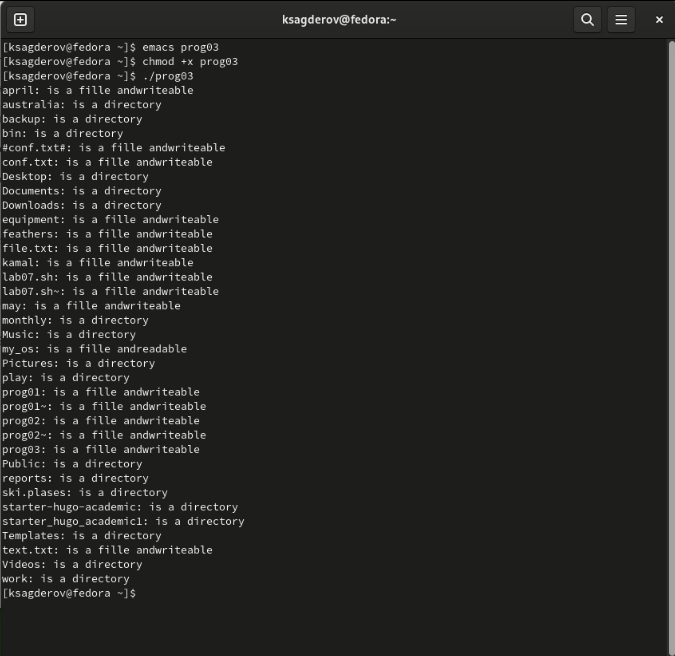 ksagderov@fedora:~
[ksagderov@fedora ~]$ emacs prog03
[ksagderov@fedora ~]$ chmod +x prog03
[ksagderov@fedora ~]$ ./prog03
april: is a fille andwriteable
australia: is a directory
backup: is a directory
bin: is a directory
#conf.txt#: is a fille andwriteable
conf.txt: is a fille andwriteable
Desktop: is a directory
Documents: is a directory
Downloads: is a directory
equipment: is a fille andwriteable
feathers: is a fille andwriteable
file.txt: is a fille andwriteable
kamal: is a fille andwriteable
lab07.sh: is a fille andwriteable
lab07.sh~: is a fille andwriteable
may: is a fille andwriteable
monthly: is a directory
Music: is a directory
my_os: is a fille andreadable
Pictures: is a directory
play: is a directory
prog01: is a fille andwriteable
prog01~: is a fille andwriteable
prog02: is a fille andwriteable
prog02~: is a fille andwriteable
prog03: is a fille andwriteable
Public: is a directory
reports: is a directory
ski.plases: is a directory
starter-hugo-academic: is a directory
starter_hugo_academic1: is a directory
Templates: is a directory
text.txt: is a fille andwriteable
Videos: is a directory
work: is a directory
[ksagderov@fedora ~]$